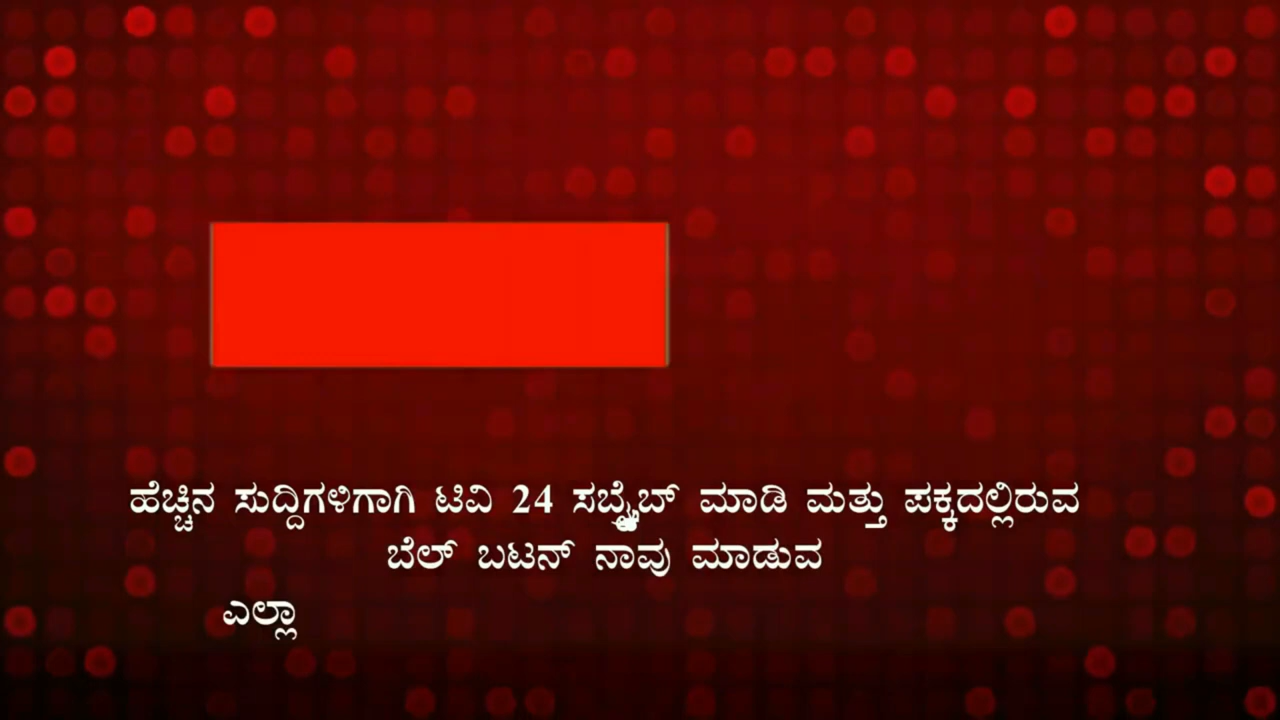 ಹೆಚ್ಚಿನ ಸುದ್ದಿಗಳಿಗಾಗಿ ಟಿವಿ 24 ಸಬ್ಸ್ಕ್ರೈಬ್ ಮಾಡಿ ಮತ್ತು ಪಕ್ಕದಲ್ಲಿರುವ
ಬೆಲ್ ಬಟನ್ ನಾವು ಮಾಡುವ
ಎಲ್ಲಾ